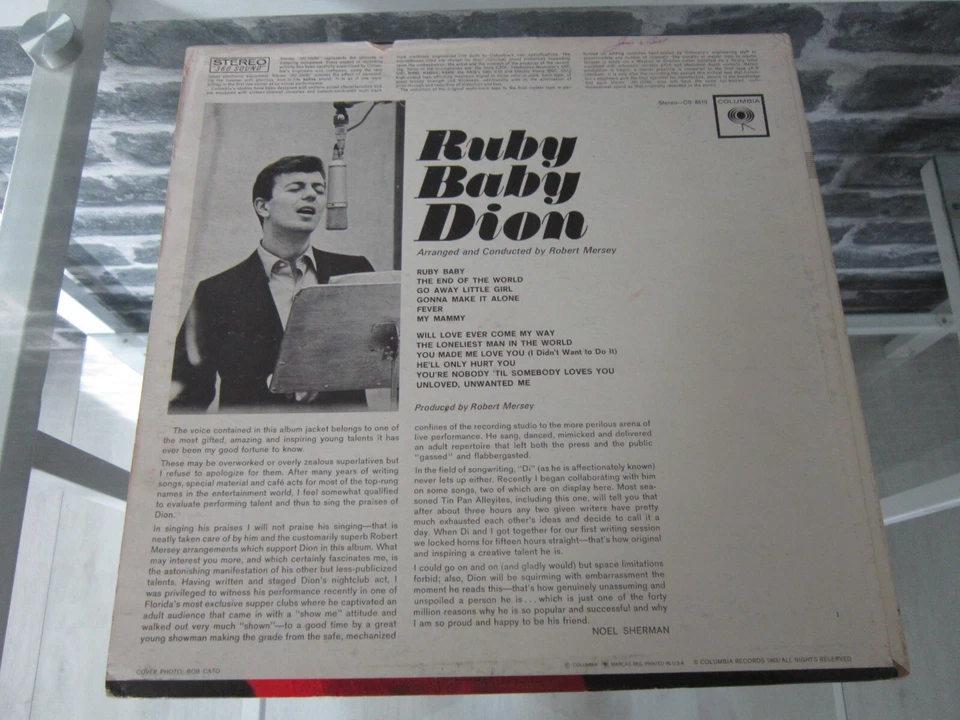 STEREO
"360 SOUND"
Stereo—CS 8810
COLUMBIA
Ruby
Baby
Dion
Arranged and Conducted by Robert Mersey
RUBY BABY
THE END OF THE WORLD
GO AWAY LITTLE GIRL
GONNA MAKE IT ALONE
FEVER
MY MAMMY
WILL LOVE EVER COME MY WAY
THE LONELIEST MAN IN THE WORLD
YOU MADE ME LOVE YOU (I Didn't Want to Do It)
HE'LL ONLY HURT YOU
YOU'RE NOBODY 'TIL SOMEBODY LOVES YOU
UNLOVED, UNWANTED ME
Produced by Robert Mersey
The voice contained in this album jacket belongs to one of
the most gifted, amazing and inspiring young talents it has
ever been my good fortune to know.
These may be overworked or overly zealous superlatives but
I refuse to apologize for them. After many years of writing
songs, special material and café acts for most of the top-rung
names in the entertainment world, I feel somewhat qualified
to evaluate performing talent and thus to sing the praises of
Dion.
In singing his praises I will not praise his singing—that is
neatly taken care of by him and the customarily superb Robert
Mersey arrangements which support Dion in this album. What
may interest you more, and which certainly fascinates me, is
the astonishing manifestation of his other but less-publicized
talents. Having written and staged Dion's nightclub act, I
was privileged to witness his performance recently in one of
Florida's most exclusive supper clubs where he captivated an
adult audience that came in with a "show me" attitude and
walked out very much "shown"—to a good time by a great
young showman making the grade from the safe, mechanized
confines of the recording studio to the more perilous arena of
live performance. He sang, danced, mimicked and delivered
an adult repertoire that left both the press and the public
"gassed" and flabbergasted.
In the field of songwriting, "Di" (as he is affectionately known)
never lets up either. Recently I began collaborating with him
on some songs, two of which are on display here. Most sea-
soned Tin Pan Alleyites, including this one, will tell you that
after about three hours any two given writers have pretty
much exhausted each other's ideas and decide to call it a
day. When Di and I got together for our first writing session
we locked horns for fifteen hours straight—that's how original
and inspiring a creative talent he is.
I could go on and on (and gladly would) but space limitations
forbid; also, Dion will be squirming with embarrassment the
moment he reads this—that's how genuinely unassuming and
unspoiled a person he is . . . which is just one of the forty
million reasons why he is so popular and successful and why
I am so proud and happy to be his friend.
NOEL SHERMAN
1
COVER PHOTO: BOB CATO
© COLUMBIA RECORDS 1963/ALL RIGHTS RESERVED